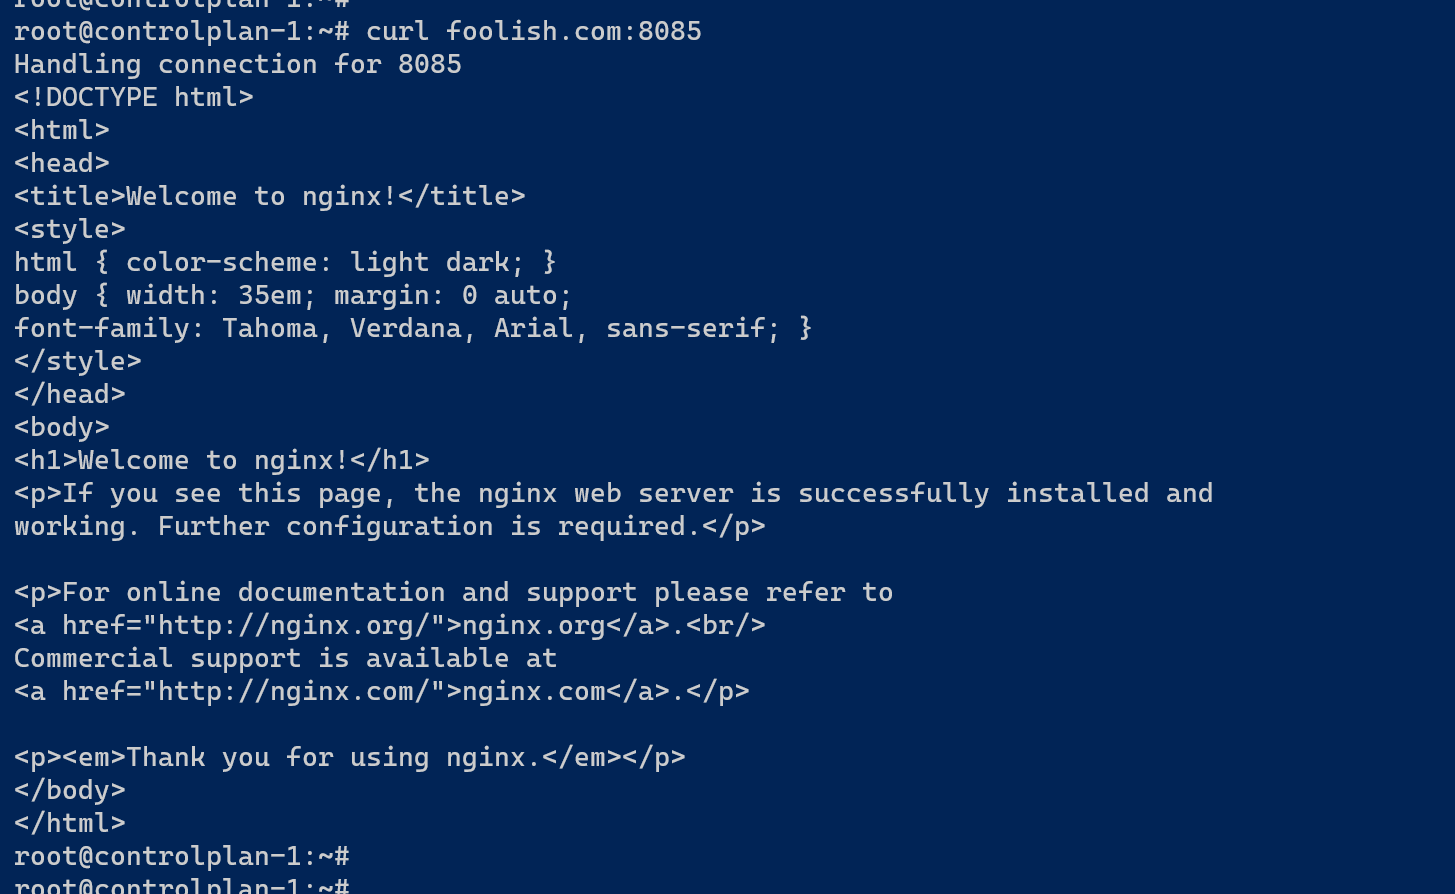 root@controlplan-1:~#
root@controlplan-1:~# curl foolish.com:8085
Handling connection for 8085
<!DOCTYPE html>
<html>
<head>
<title>Welcome to nginx!</title>
<style>
html { color-scheme: light dark; }
body { width: 35em; margin: 0 auto;
font-family: Tahoma, Verdana, Arial, sans-serif; }
</style>
</head>
<body>
<h1>Welcome to nginx!</h1>
<p>If you see this page, the nginx web server is successfully installed and
working. Further configuration is required.</p>

<p>For online documentation and support please refer to
<a href="http://nginx.org/">nginx.org</a>.<br/>
Commercial support is available at
<a href="http://nginx.com/">nginx.com</a>.</p>

<p><em>Thank you for using nginx.</em></p>
</body>
</html>
root@controlplan-1:~#
root@controlplan-1:~#